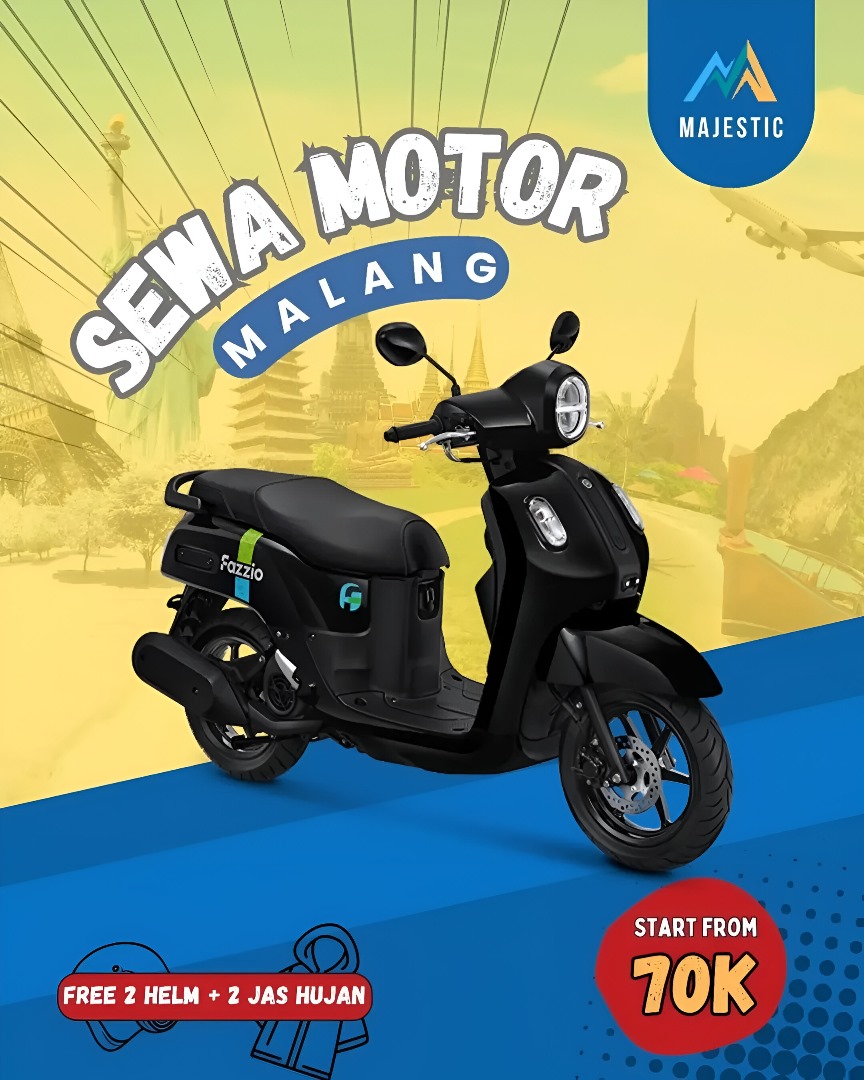 MAJESTIC
SEWA MOTOR
MALANG
Fazzio
START FROM
70K
FREE 2 HELM + 2 JAS HUJAN